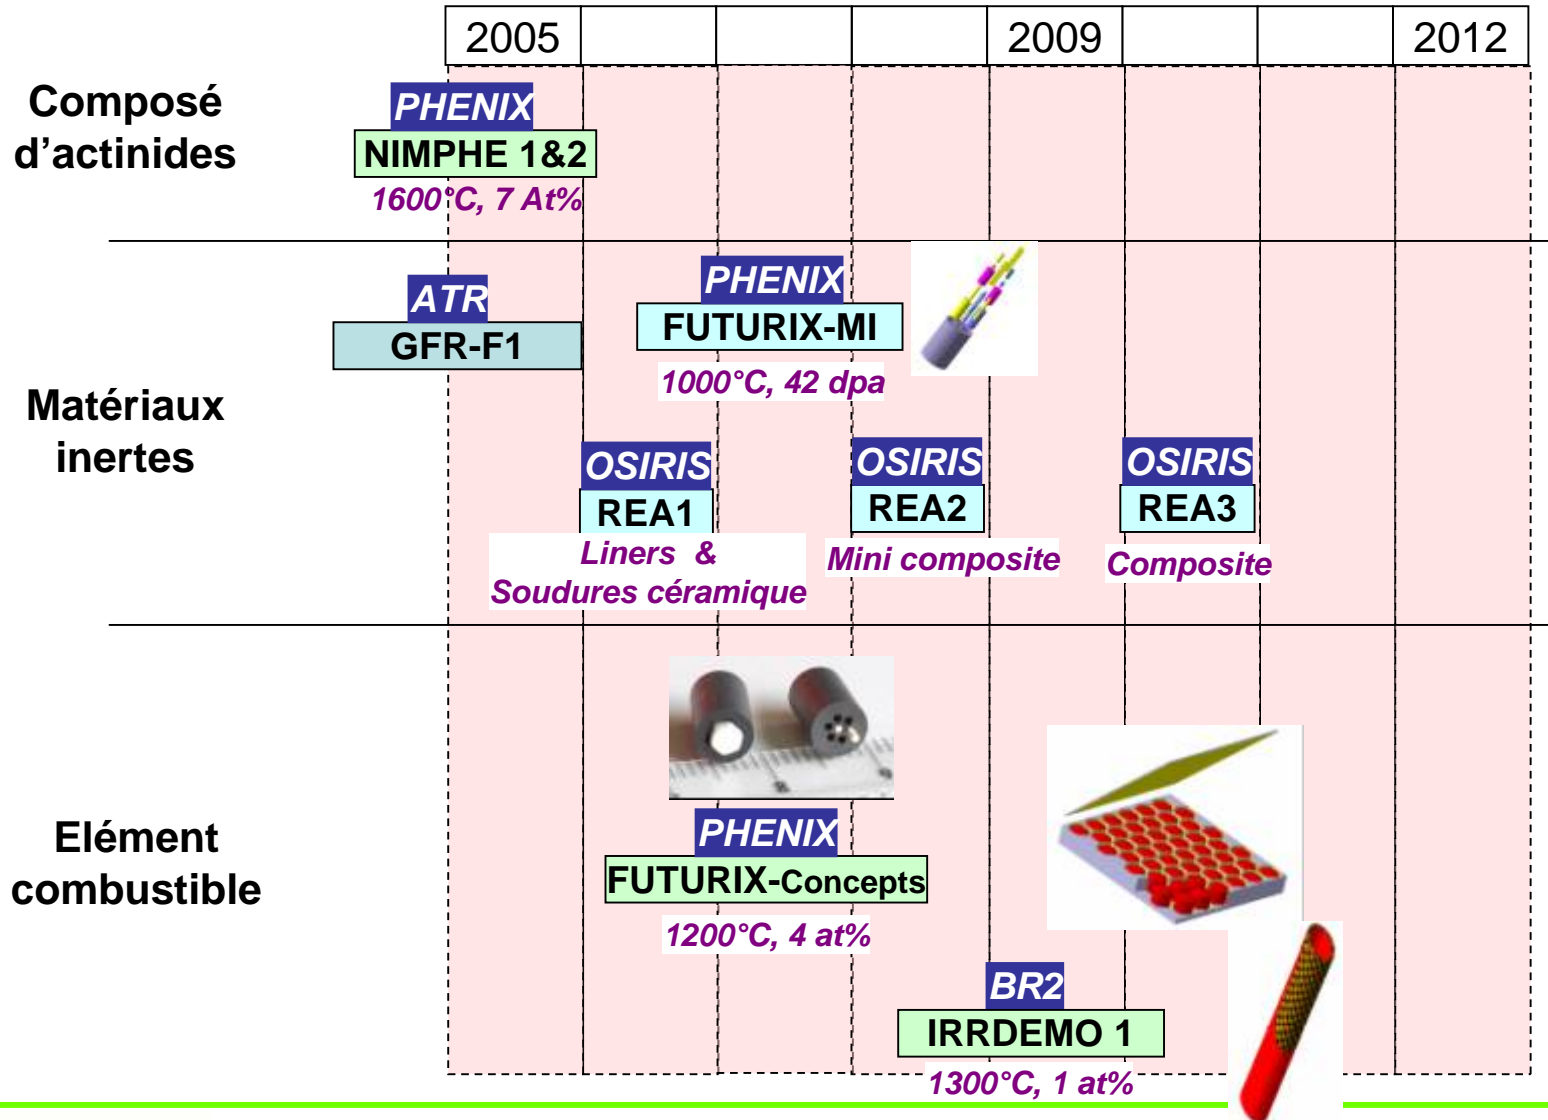 2005
2009
2012
Composé
d'actinides
PHENIX
NIMPHE 1&2
1600°C, 7 At%
Matériaux
inertes
ATR
GFR-F1
PHENIX
FUTURIX-MI
1000°C, 42 dpa
OSIRIS
REA1
Liners &
Soudures céramique
OSIRIS
REA2
Mini composite
OSIRIS
REA3
Composite
Elément
combustible
PHENIX
FUTURIX-Concepts
1200°C, 4 at%
BR2
IRRDEMO 1
1300°C, 1 at%